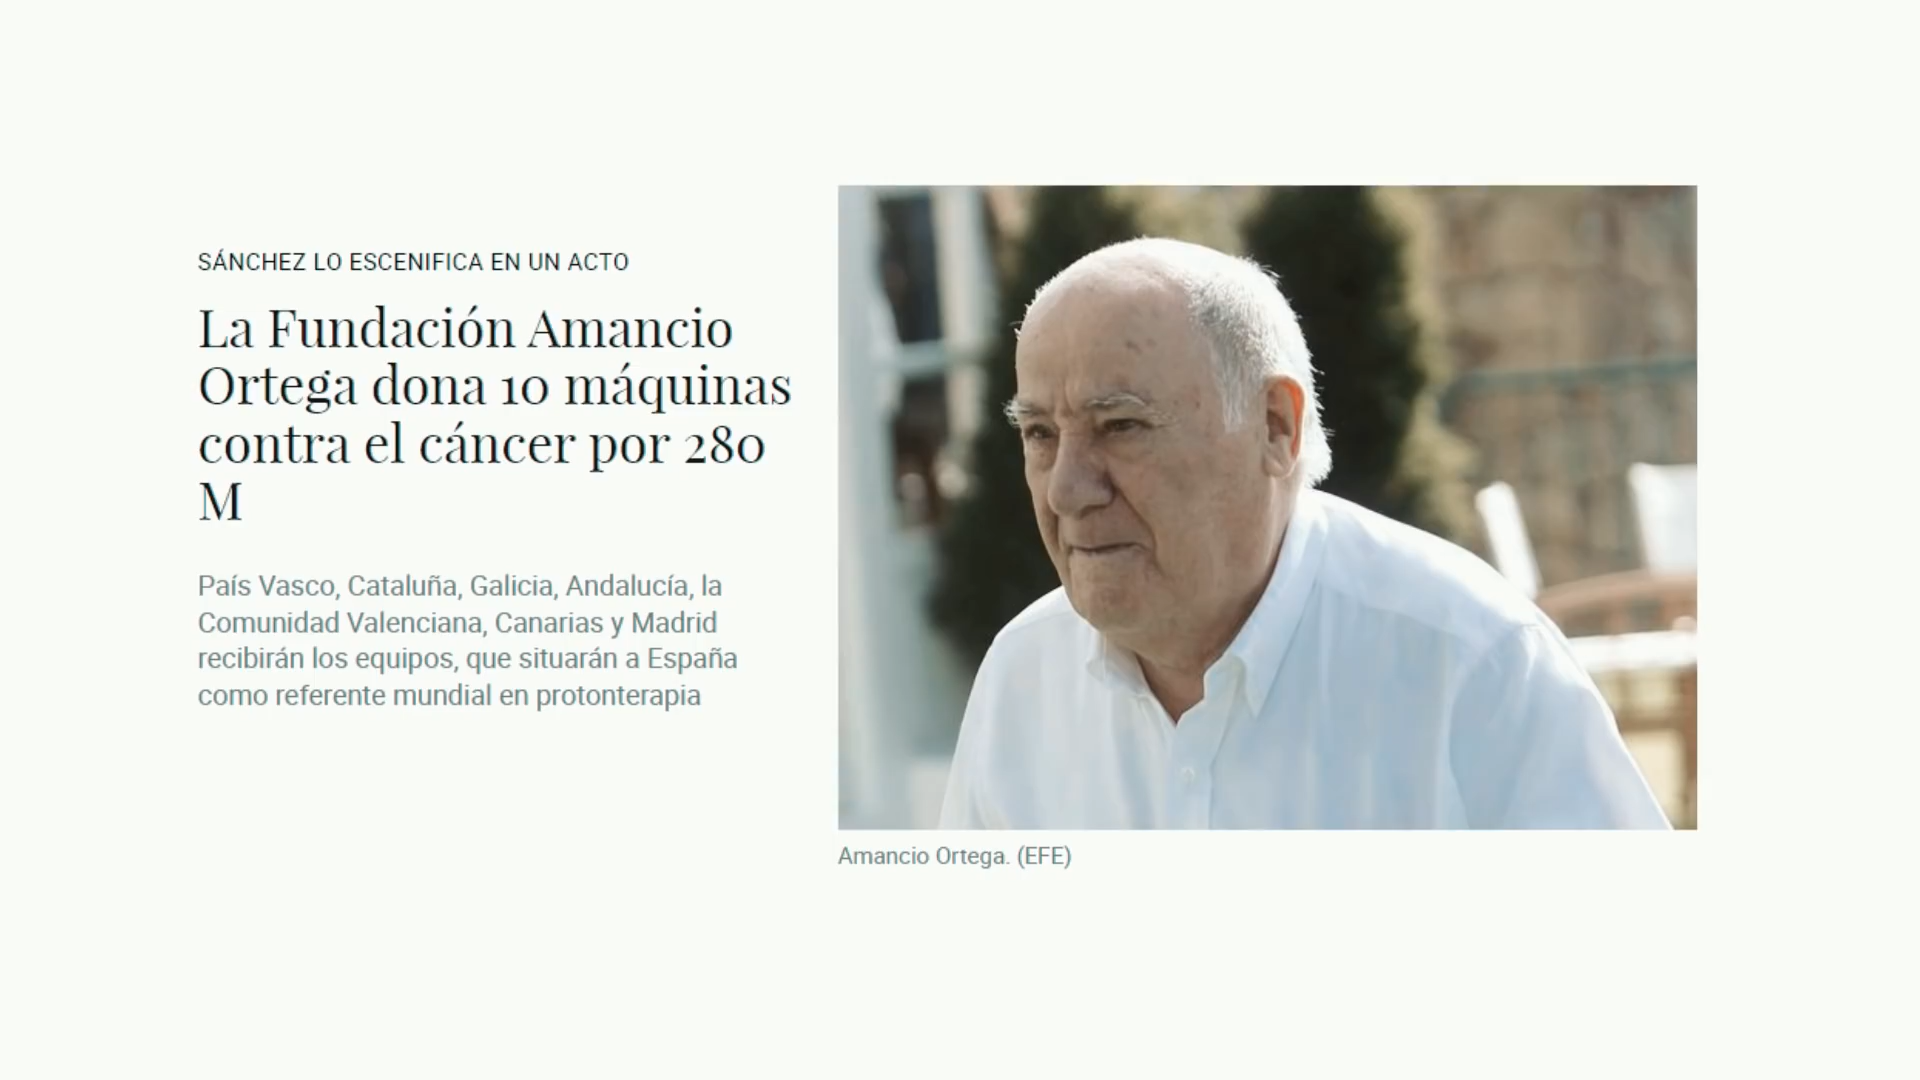 SÁNCHEZ LO ESCENIFICA EN UN ACTO
La Fundación Amancio
Ortega dona 10 máquinas
contra el cáncer por 280
M
País Vasco, Cataluña, Galicia, Andalucía, la
Comunidad Valenciana, Canarias y Madrid
recibirán los equipos, que situarán a España
como referente mundial en protonterapia
Amancio Ortega. (EFE)